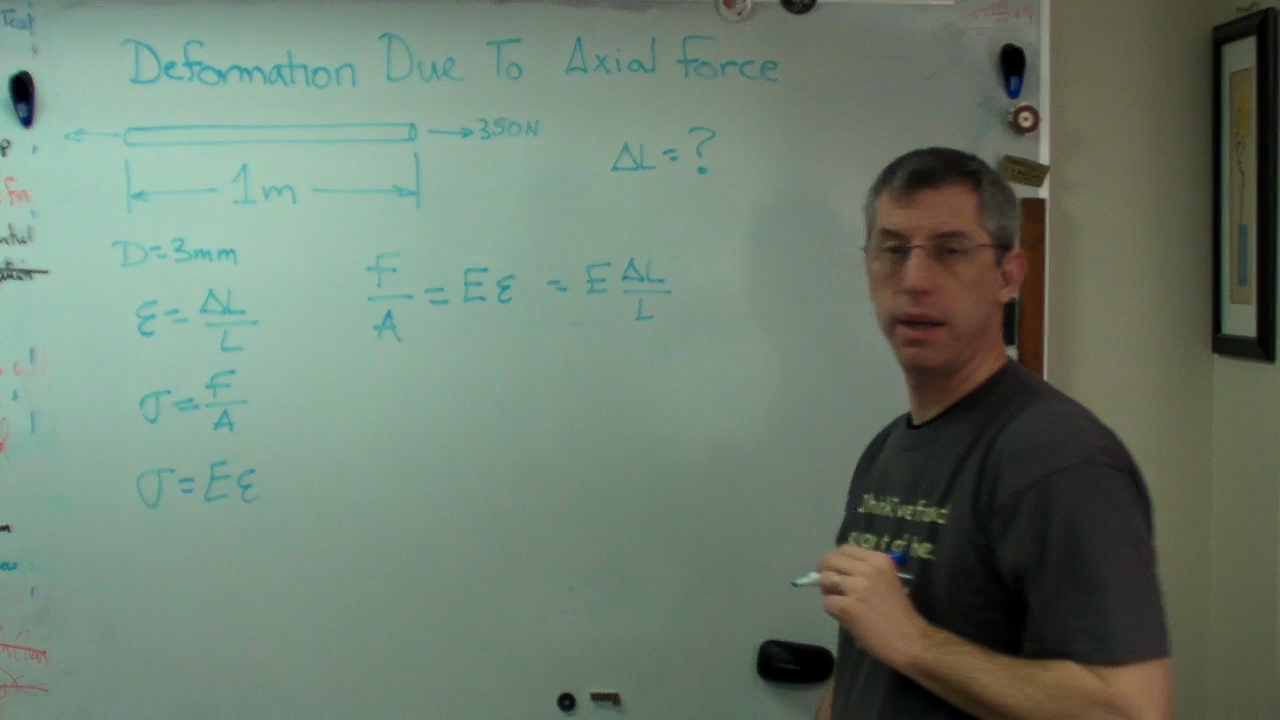 Deformation Due To Axial Force
350N
ΔL = ?
1m
D=3mm
ε = ΔL/L
F/A = Eε = E ΔL/L
σ = F/A
σ = Eε